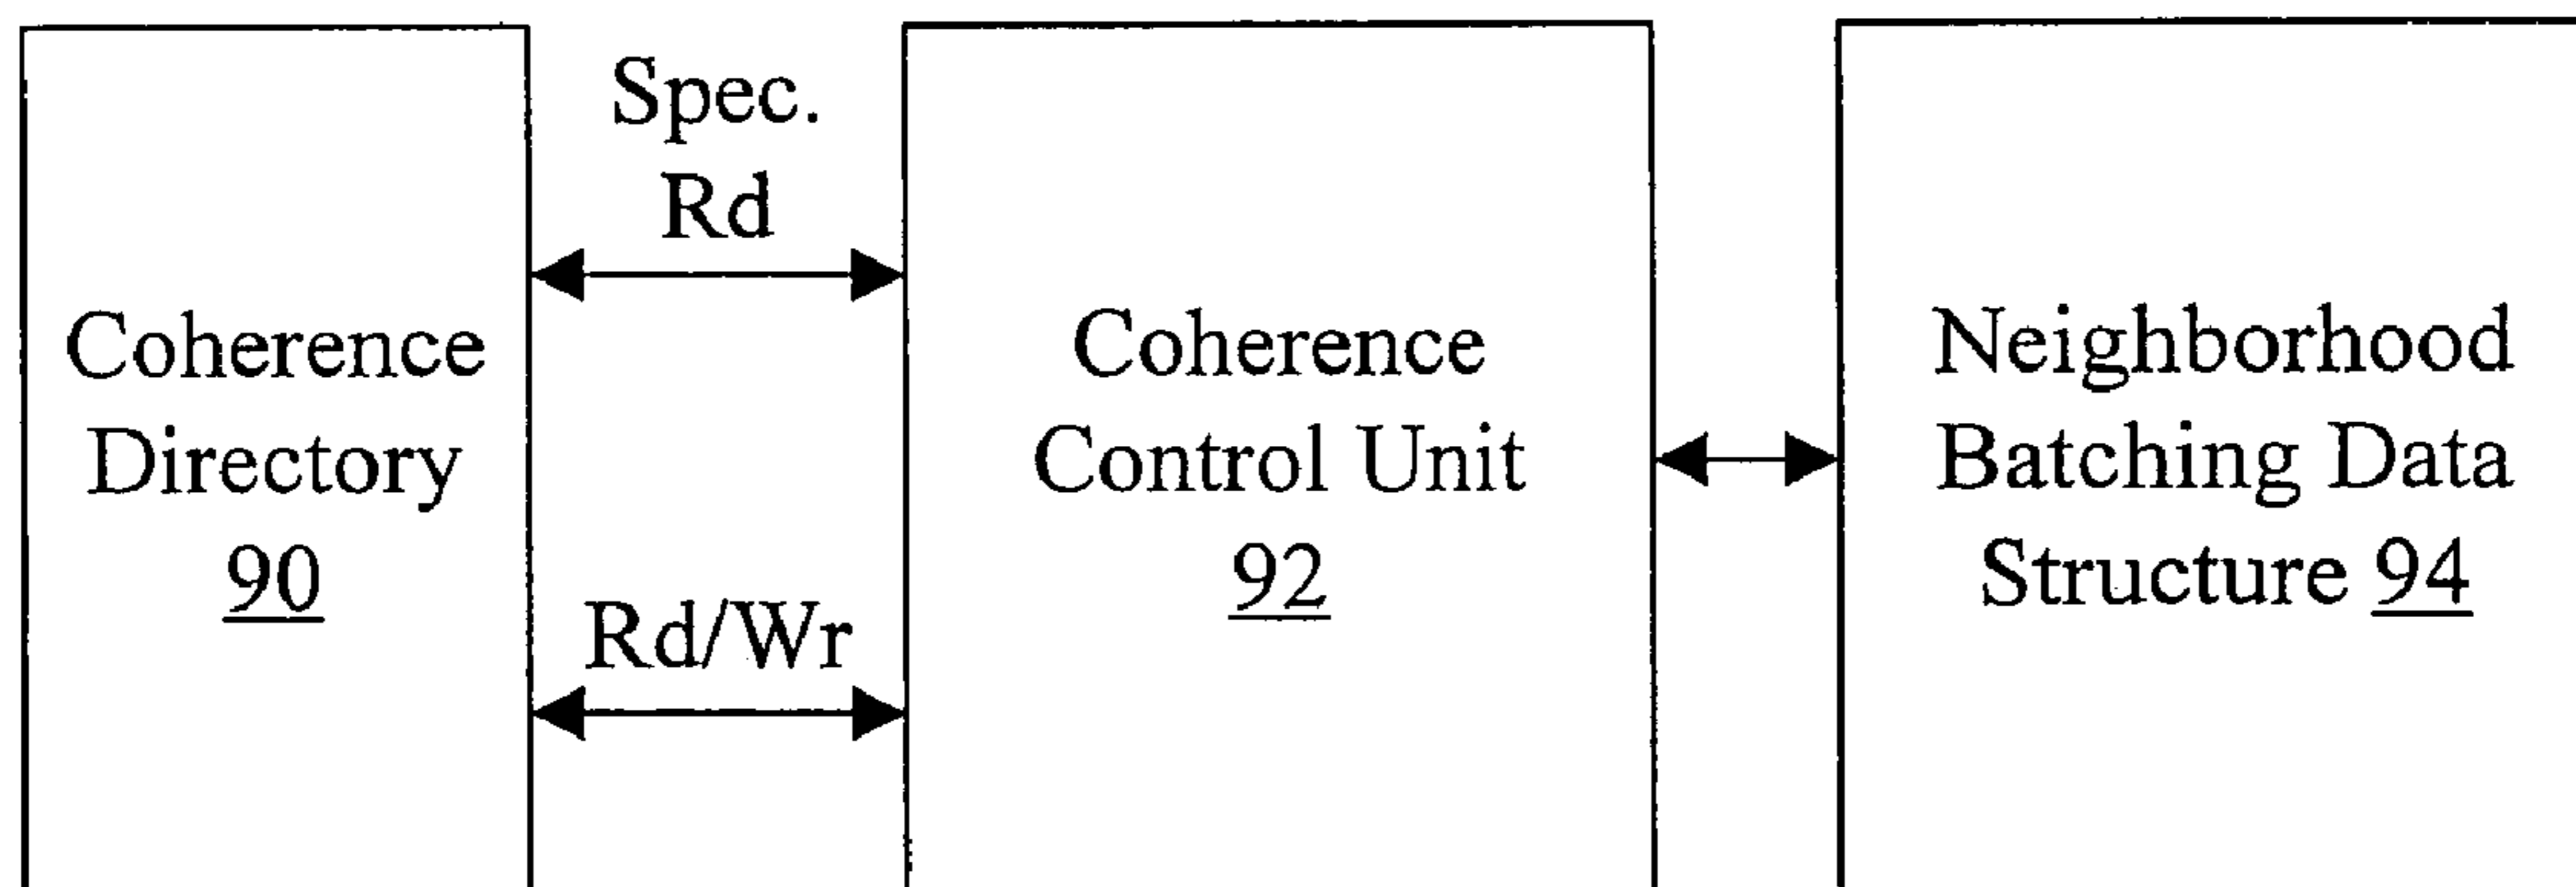 Coherence
Directory
90
Spec.
Rd
Rd/Wr
Coherence
Control Unit
92
Neighborhood
Batching Data
Structure 94